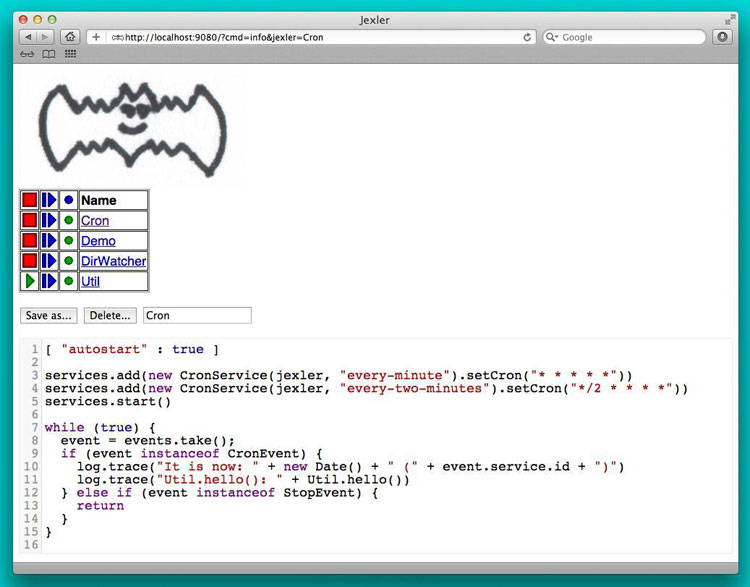 Jexler
http://localhost:9080/?cmd=info&jexler=Cron
Google
Name
Cron
Demo
DirWatcher
Util
Save as... Delete... Cron
1 [ "autostart" : true ]
2
3 services.add(new CronService(jexler, "every-minute").setCron("* * * * *"))
4 services.add(new CronService(jexler, "every-two-minutes").setCron("*/2 * * * *"))
5 services.start()
6
7 while (true) {
8   event = events.take();
9   if (event instanceof CronEvent) {
10     log.trace("It is now: " + new Date() + " (" + event.service.id + ")")
11     log.trace("Util.hello(): " + Util.hello())
12   } else if (event instanceof StopEvent) {
13     return
14   }
15 }
16